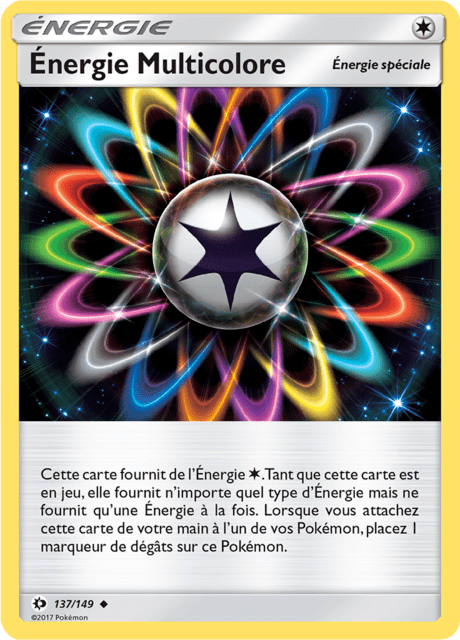 ÉNERGIE
Énergie Multicolore
Énergie spéciale
Cette carte fournit de l'Énergie ✶.Tant que cette carte est
en jeu, elle fournit n'importe quel type d'Énergie mais ne
fournit qu'une Énergie à la fois. Lorsque vous attachez
cette carte de votre main à l'un de vos Pokémon, placez 1
marqueur de dégâts sur ce Pokémon.
137/149 ◆
©2017 Pokémon